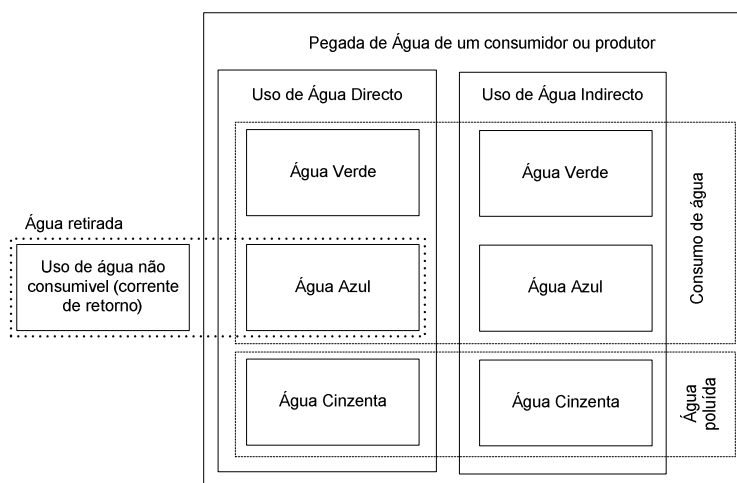 Pegada de Água de um consumidor ou produtor
Uso de Água Directo
Uso de Água Indirecto
Água Verde
Água Verde
Água retirada
Uso de água não
consumivel (corrente
de retorno)
Água Azul
Água Azul
Consumo de água
Água Cinzenta
Água Cinzenta
Água
poluída